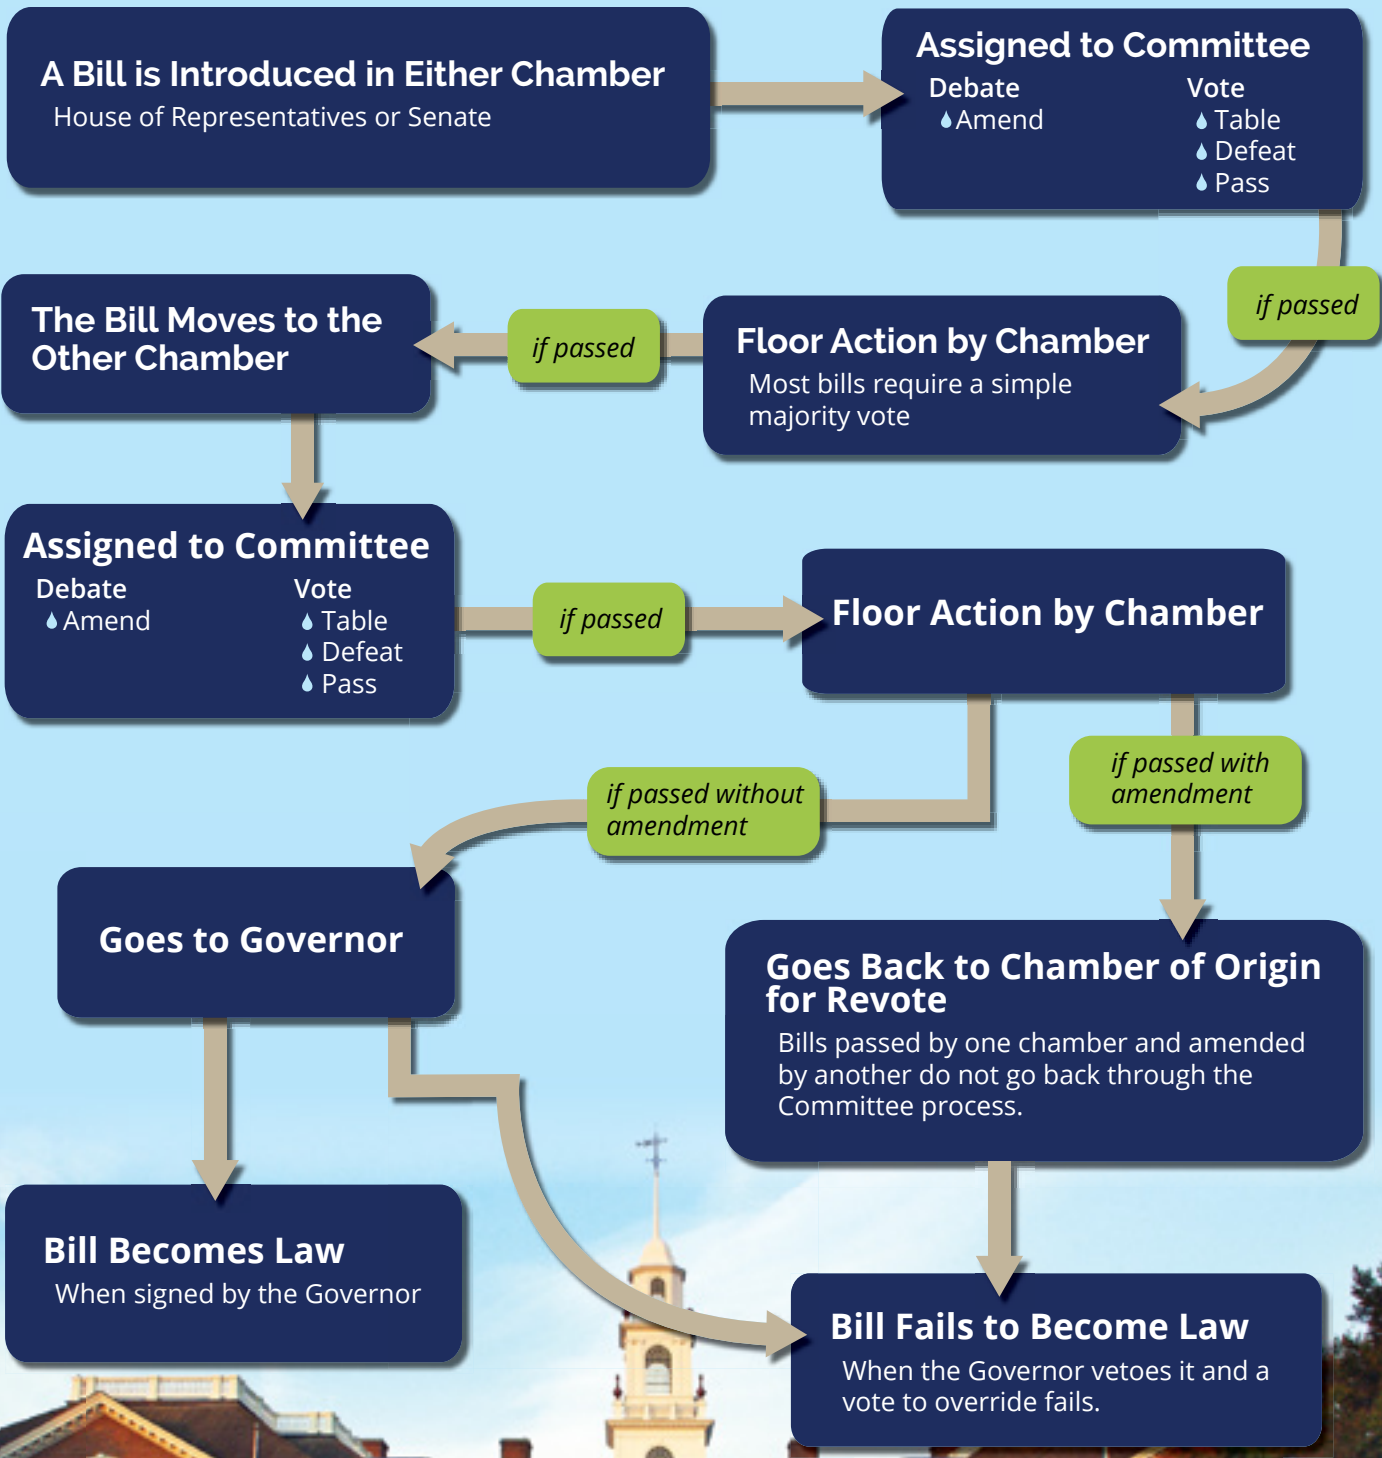 A Bill is Introduced in Either Chamber
House of Representatives or Senate
Assigned to Committee
Debate
Amend
Vote
Table
Defeat
Pass
if passed
Floor Action by Chamber
Most bills require a simple
majority vote
if passed
The Bill Moves to the
Other Chamber
Assigned to Committee
Debate
Amend
Vote
Table
Defeat
Pass
if passed
Floor Action by Chamber
if passed without
amendment
if passed with
amendment
Goes to Governor
Goes Back to Chamber of Origin
for Revote
Bills passed by one chamber and amended
by another do not go back through the
Committee process.
Bill Becomes Law
When signed by the Governor
Bill Fails to Become Law
When the Governor vetoes it and a
vote to override fails.